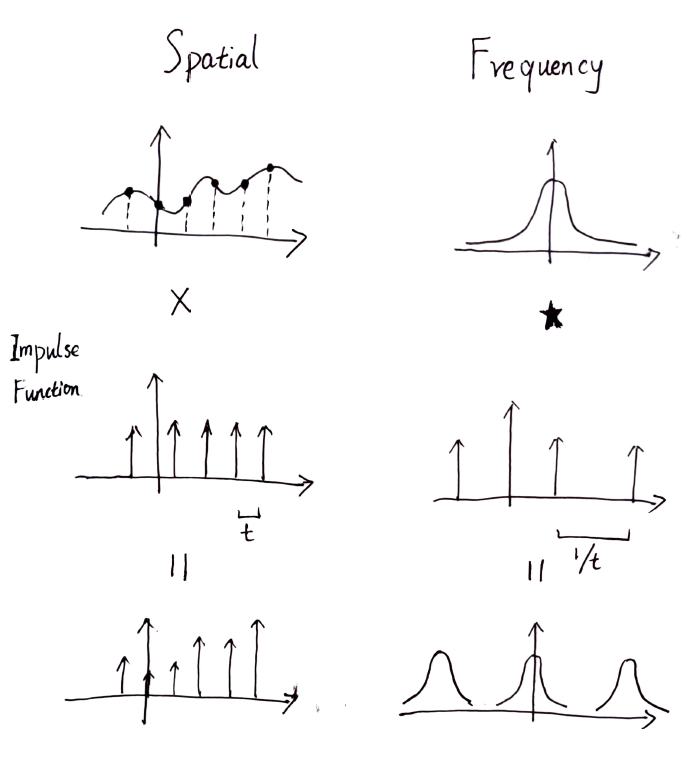 Spatial
Frequency
×
★
Impulse
Function
t
1/t
=
=